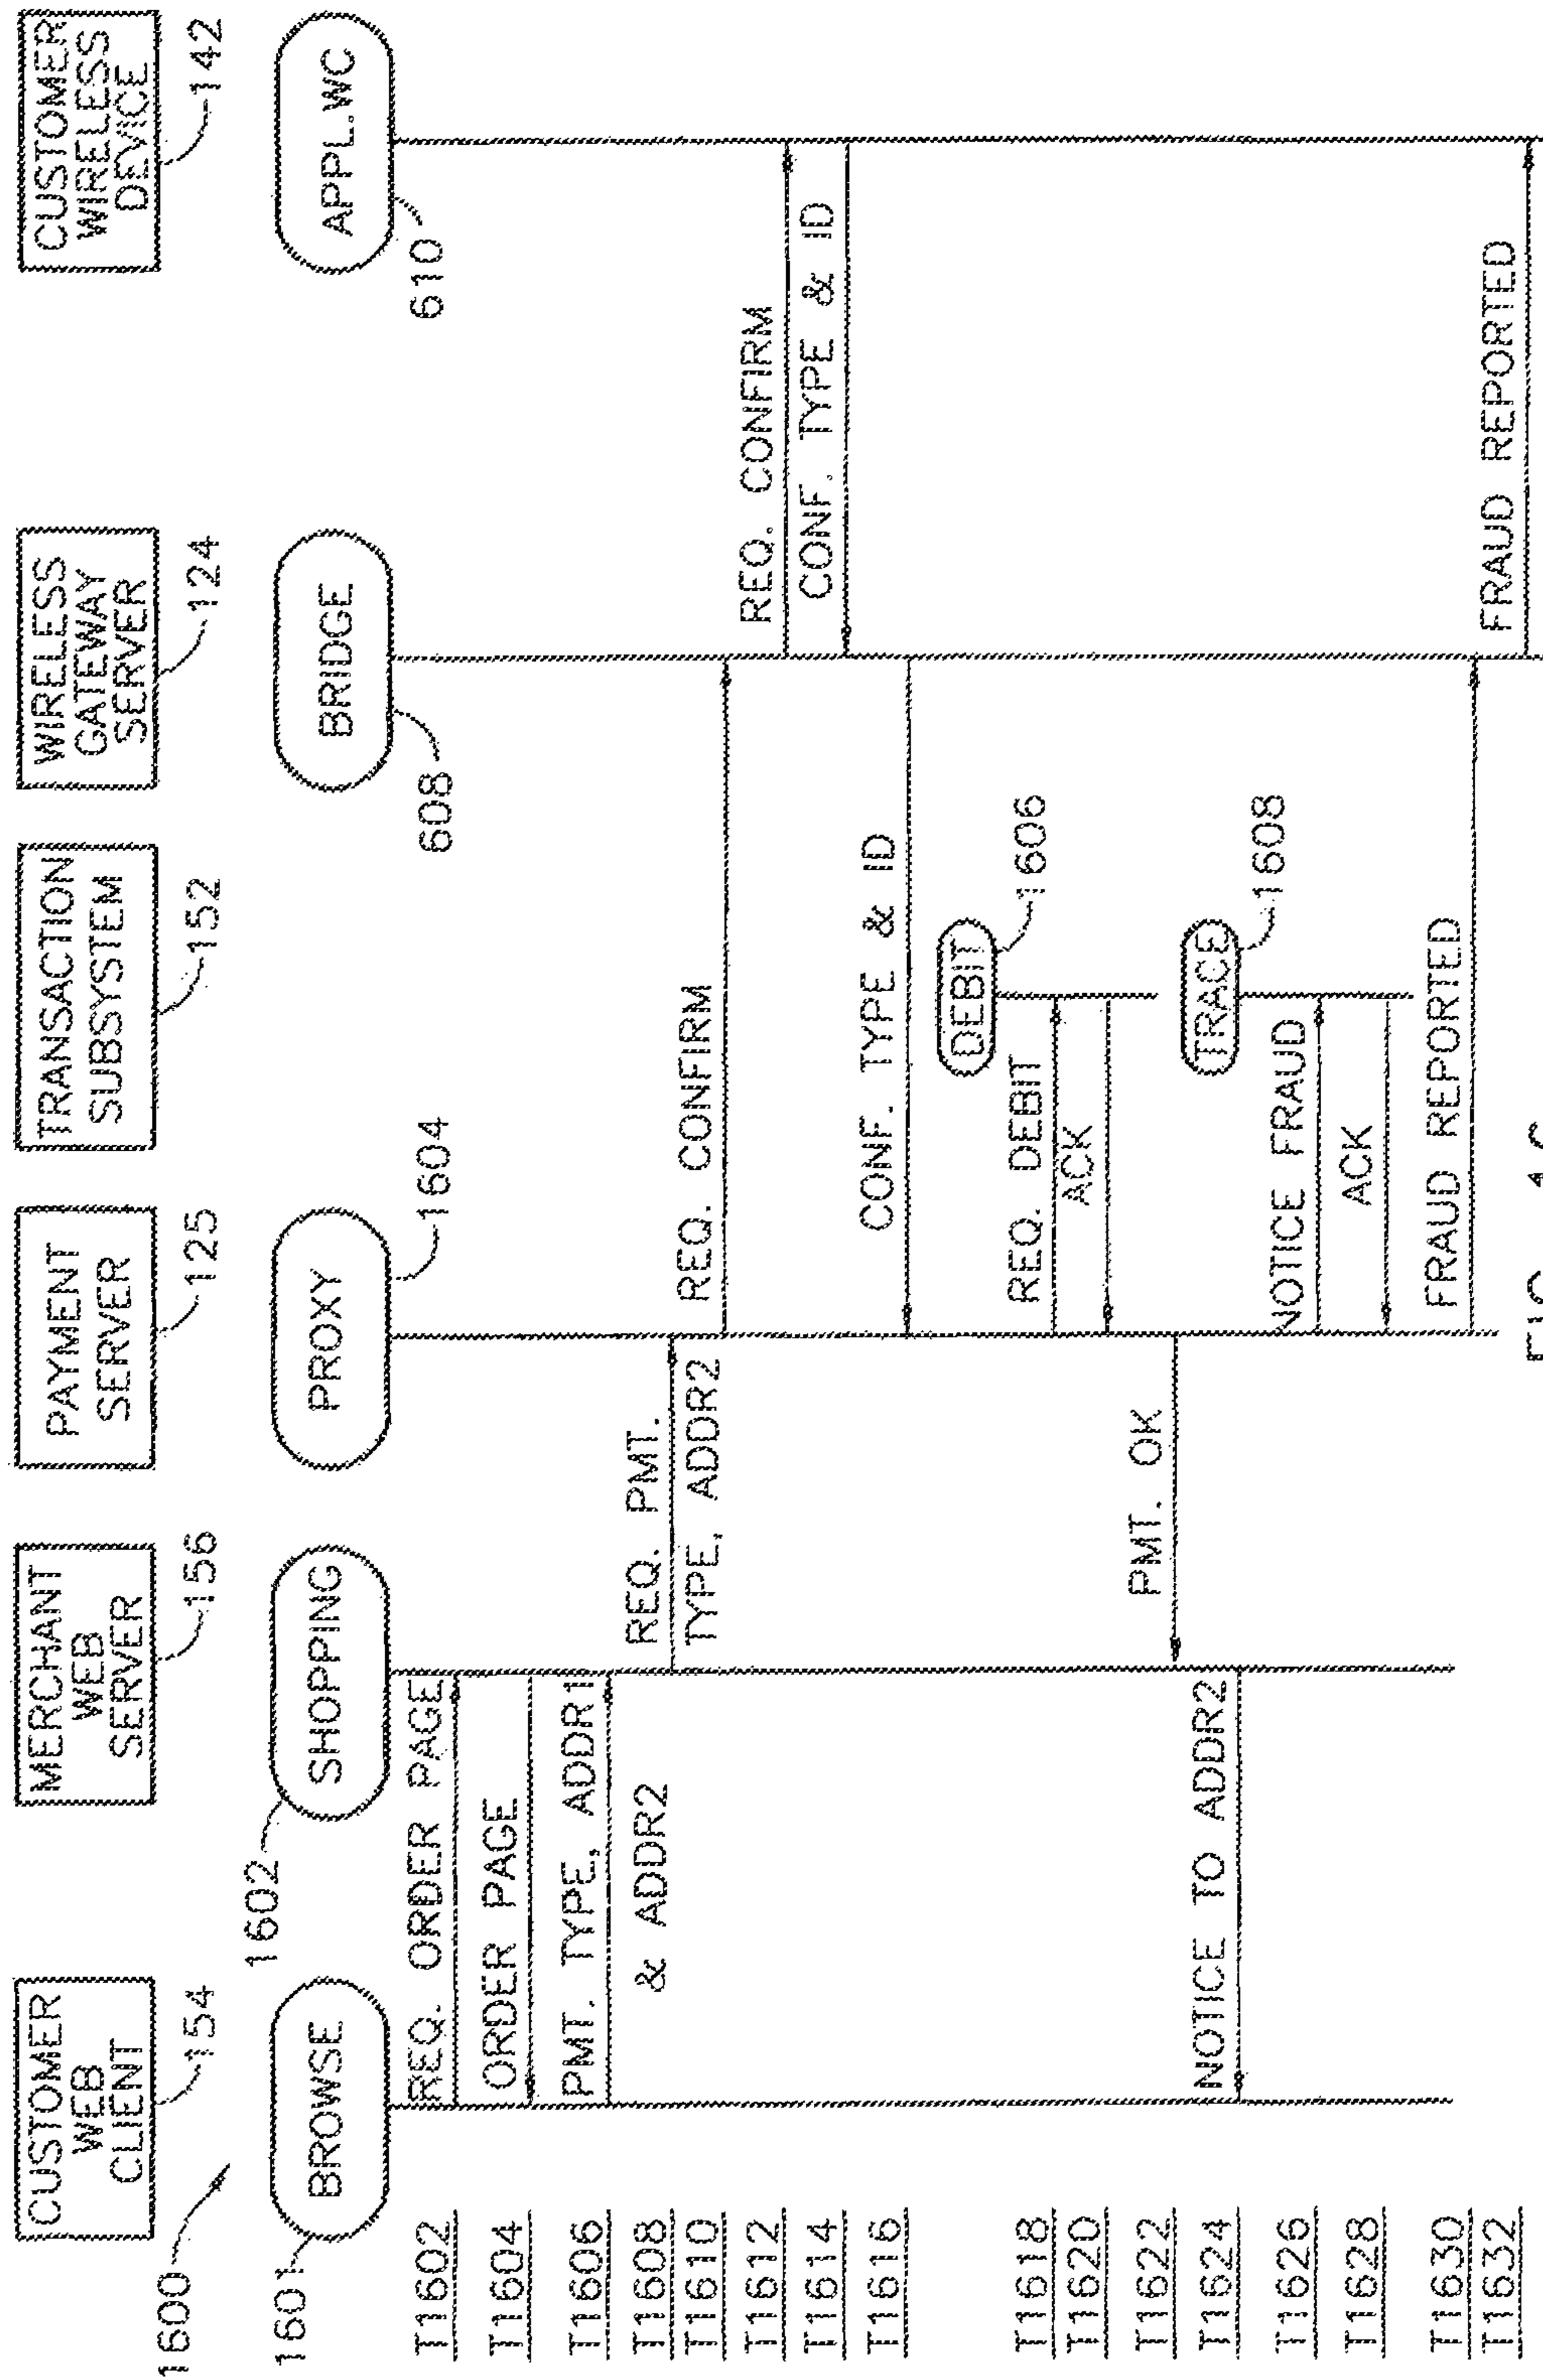 CUSTOMER
WEB
CLIENT
154
MERCHANT
WEB
SERVER
156
PAYMENT
SERVER
125
TRANSACTION
SUBSYSTEM
152
WIRELESS
GATEWAY
SERVER
124
CUSTOMER
WIRELESS
DEVICE
142
1600
1601
BROWSE
1602
SHOPPING
PROXY
1604
BRIDGE
608
APPL.WC
610
T1602
REQ. ORDER PAGE
T1604
ORDER PAGE
T1606
PMT. TYPE, ADDR1
& ADDR2
T1608
REQ. PMT.
TYPE, ADDR2
T1610
REQ. CONFIRM
T1612
REQ. CONFIRM
T1614
CONF. TYPE & ID
T1616
CONF. TYPE & ID
DEBIT
1606
T1618
REQ. DEBIT
T1620
ACK
T1622
PMT. OK
T1624
NOTICE TO ADDR2
TRACE
1608
T1626
NOTICE FRAUD
T1628
ACK
T1630
FRAUD REPORTED
T1632
FRAUD REPORTED